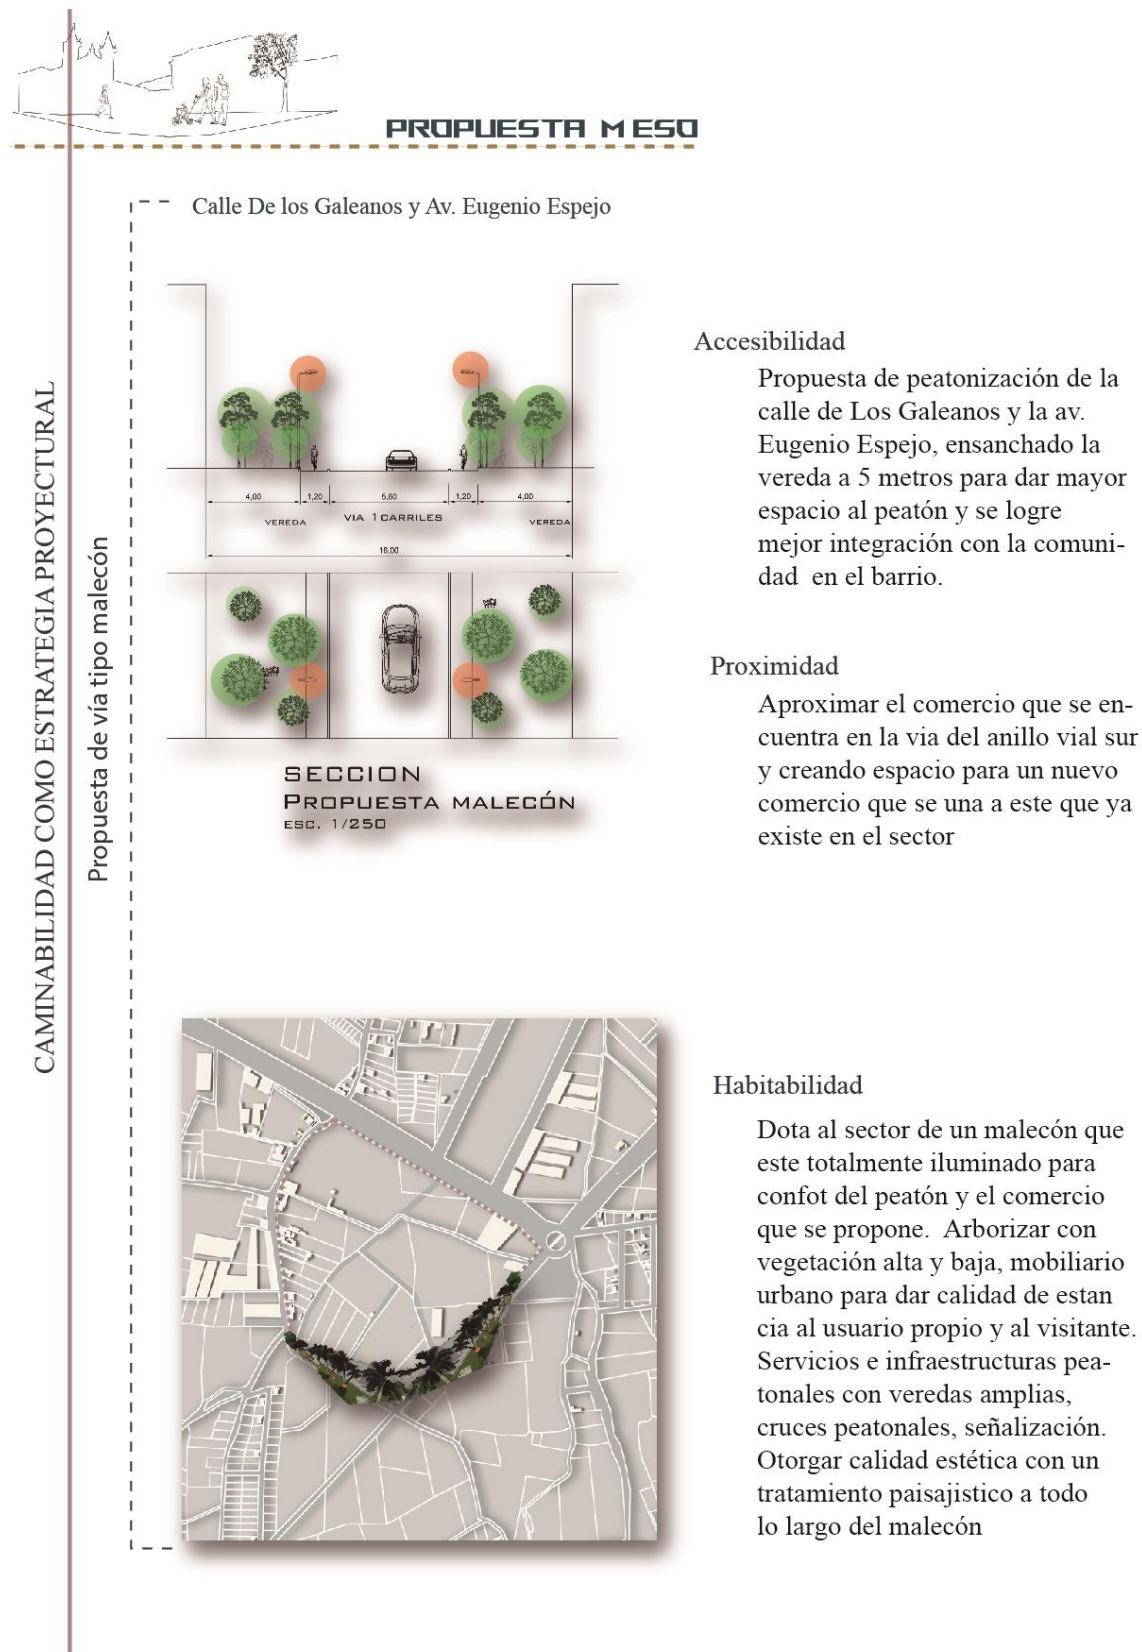 PROPUESTA MESO
CAMINABILIDAD COMO ESTRATEGIA PROYECTURAL
Propuesta de vía tipo malecón
Calle De los Galeanos y Av. Eugenio Espejo
4,00 1,20 5,60 1,20 4,00
VEREDA VIA 1 CARRILES VEREDA
16,00
SECCION
PROPUESTA MALECÓN
ESC. 1/250
Accesibilidad
Propuesta de peatonización de la
calle de Los Galeanos y la av.
Eugenio Espejo, ensanchado la
vereda a 5 metros para dar mayor
espacio al peatón y se logre
mejor integración con la comuni-
dad en el barrio.
Proximidad
Aproximar el comercio que se en-
cuentra en la via del anillo vial sur
y creando espacio para un nuevo
comercio que se una a este que ya
existe en el sector
Habitabilidad
Dota al sector de un malecón que
este totalmente iluminado para
confot del peatón y el comercio
que se propone. Arborizar con
vegetación alta y baja, mobiliario
urbano para dar calidad de estan
cia al usuario propio y al visitante.
Servicios e infraestructuras pea-
tonales con veredas amplias,
cruces peatonales, señalización.
Otorgar calidad estética con un
tratamiento paisajistico a todo
lo largo del malecón